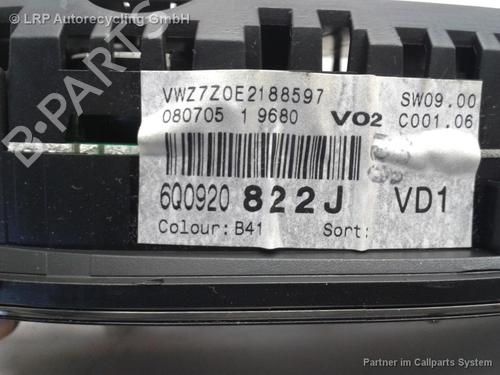 © LRP Autorecycling GmbH
B-PARTS
VWZ7Z0E2188597 SW09.00
080705 1 9680 V02 C001.06
6Q0920 822J VD1
Colour: B41 Sort:
Partner im Callparts System